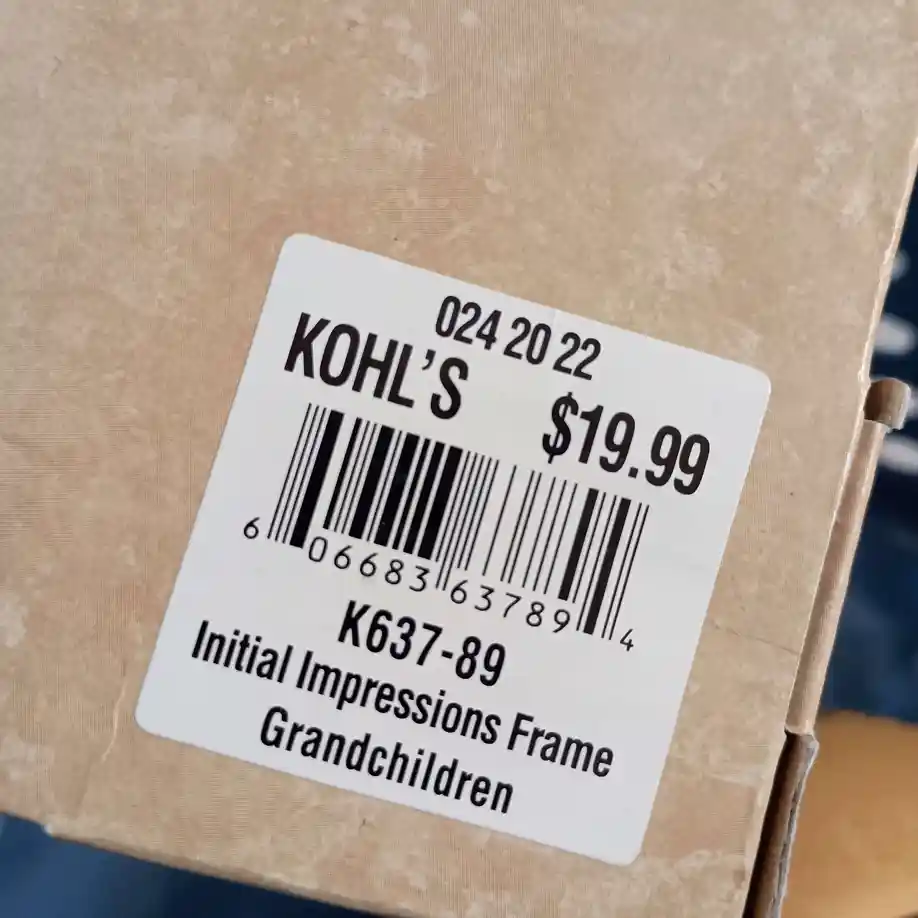 024 20 22
KOHL'S $19.99
6 06683 63789 4
K637-89
Initial Impressions Frame
Grandchildren